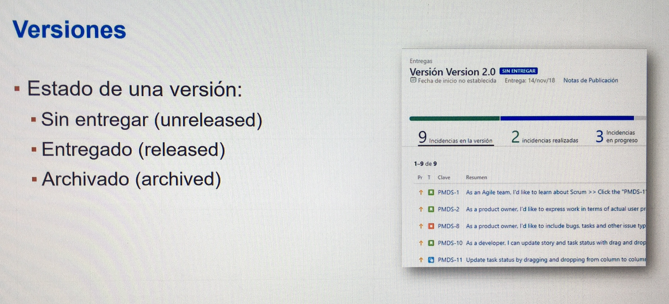 Versiones
Estado de una versión:
Sin entregar (unreleased)
Entregado (released)
Archivado (archived)
Entregas
Versión Version 2.0 SIN ENTREGAR
Fecha de inicio no establecida Entrega: 14/nov/18 Notas de Publicación
9 Incidencias en la versión 2 incidencias realizadas 3 Incidencias en progreso
1-9 de 9
Pr T Clave Resumen
PMDS-1 As an Agile team, I'd like to learn about Scrum >> Click the "PMDS-1"
PMDS-2 As a product owner, I'd like to express work in terms of actual user
PMDS-8 As a product owner, I'd like to include bugs, tasks and other issue
PMDS-10 As a developer, I can update story and task status with drag and drop
PMDS-11 Update task status by dragging and dropping from column to